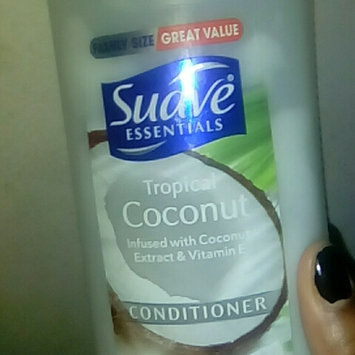 FAMILY SIZE GREAT VALUE
Suave®
ESSENTIALS
Tropical
Coconut
Infused with Coconut
Extract & Vitamin E
CONDITIONER